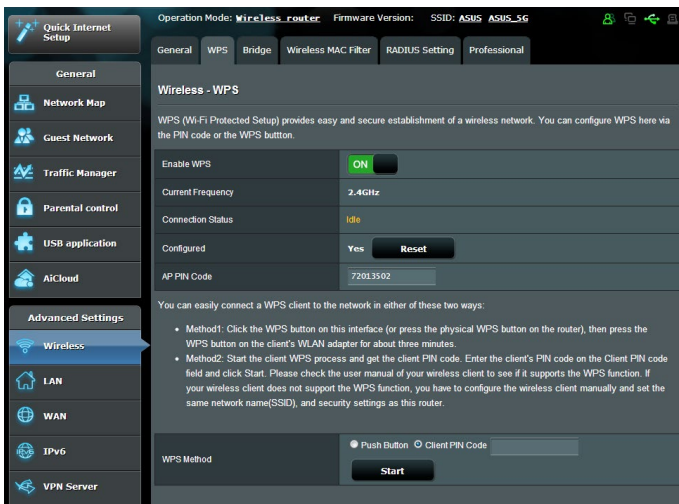 Quick Internet
Setup
General
Network Map
Guest Network
Traffic Manager
Parental control
USB application
AiCloud
Advanced Settings
Wireless
LAN
WAN
IPv6
VPN Server
Operation Mode: Wireless router Firmware Version: SSID: ASUS ASUS_5G
General WPS Bridge Wireless MAC Filter RADIUS Setting Professional
Wireless - WPS
WPS (Wi-Fi Protected Setup) provides easy and secure establishment of a wireless network. You can configure WPS here via
the PIN code or the WPS buttton.
Enable WPS ON
Current Frequency 2.4GHz
Connection Status Idle
Configured Yes Reset
AP PIN Code 72013502
You can easily connect a WPS client to the network in either of these two ways:
• Method1: Click the WPS button on this interface (or press the physical WPS button on the router), then press the
WPS button on the client's WLAN adapter for about three minutes.
• Method2: Start the client WPS process and get the client PIN code. Enter the client's PIN code on the Client PIN code
field and click Start. Please check the user manual of your wireless client to see if it supports the WPS function. If
your wireless client does not support the WPS function, you have to configure the wireless client manually and set the
same network name(SSID), and security settings as this router.
WPS Method Push Button Client PIN Code
Start